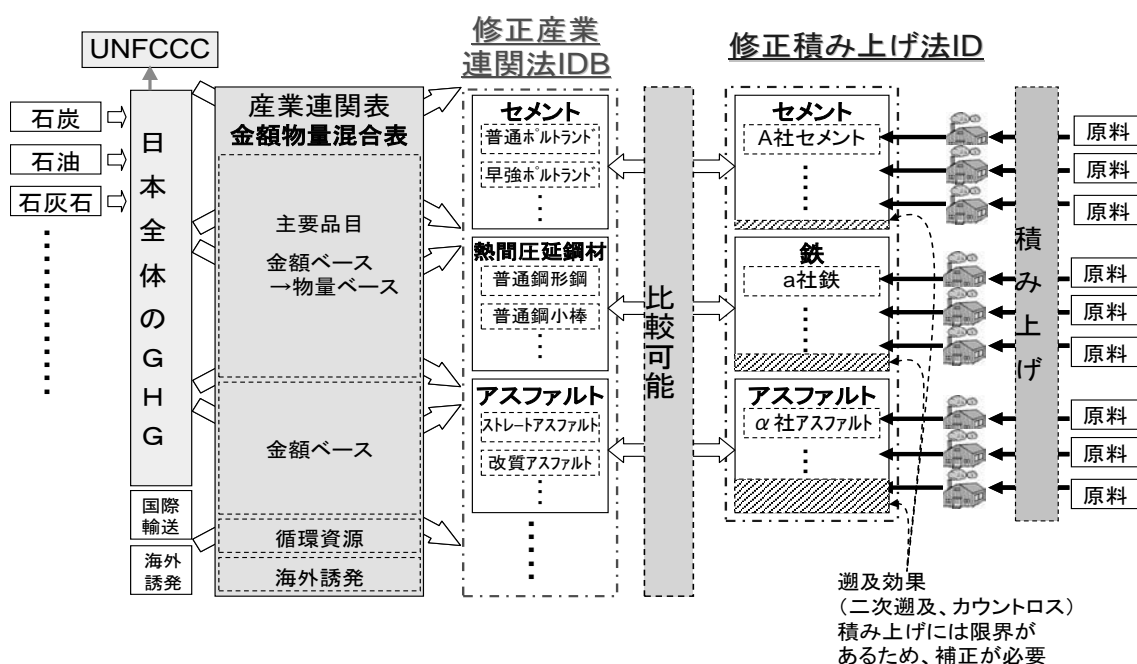 UNFCCC
石炭
石油
石灰石
日本全体のGHG
国際
輸送
海外
誘発
産業連関表
金額物量混合表
主要品目
金額ベース
→物量ベース
金額ベース
循環資源
海外誘発
修正産業
連関法IDB
セメント
普通ポルトランド
早強ポルトランド
熱間圧延鋼材
普通鋼形鋼
普通鋼小棒
アスファルト
ストレートアスファルト
改質アスファルト
比較可能
修正積み上げ法ID
セメント
A社セメント
鉄
a社鉄
アスファルト
α社アスファルト
積み上げ
原料
原料
原料
原料
原料
原料
原料
原料
原料
遡及効果
(二次遡及、カウントロス)
積み上げには限界が
あるため、補正が必要